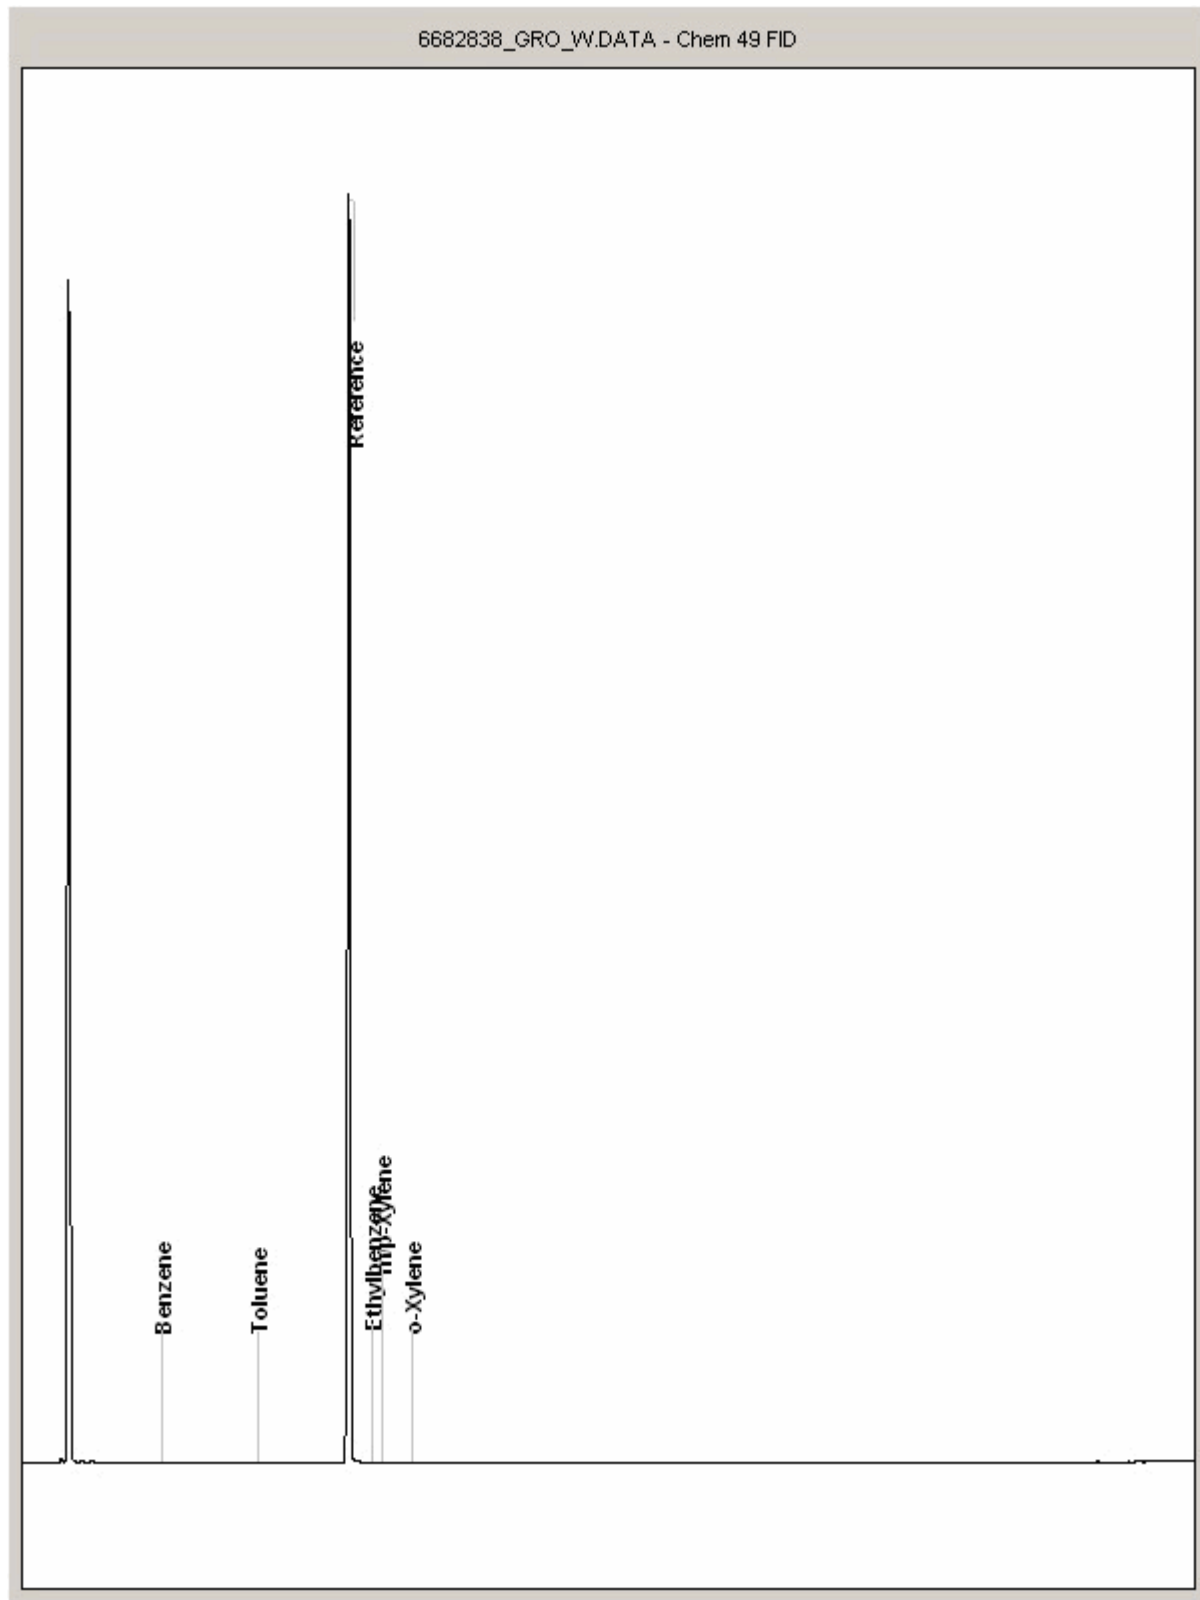 6682838_GRO_W.DATA - Chem 49 FID
Reference
Benzene
Toluene
Ethylbenzene
m/p-Xylene
o-Xylene